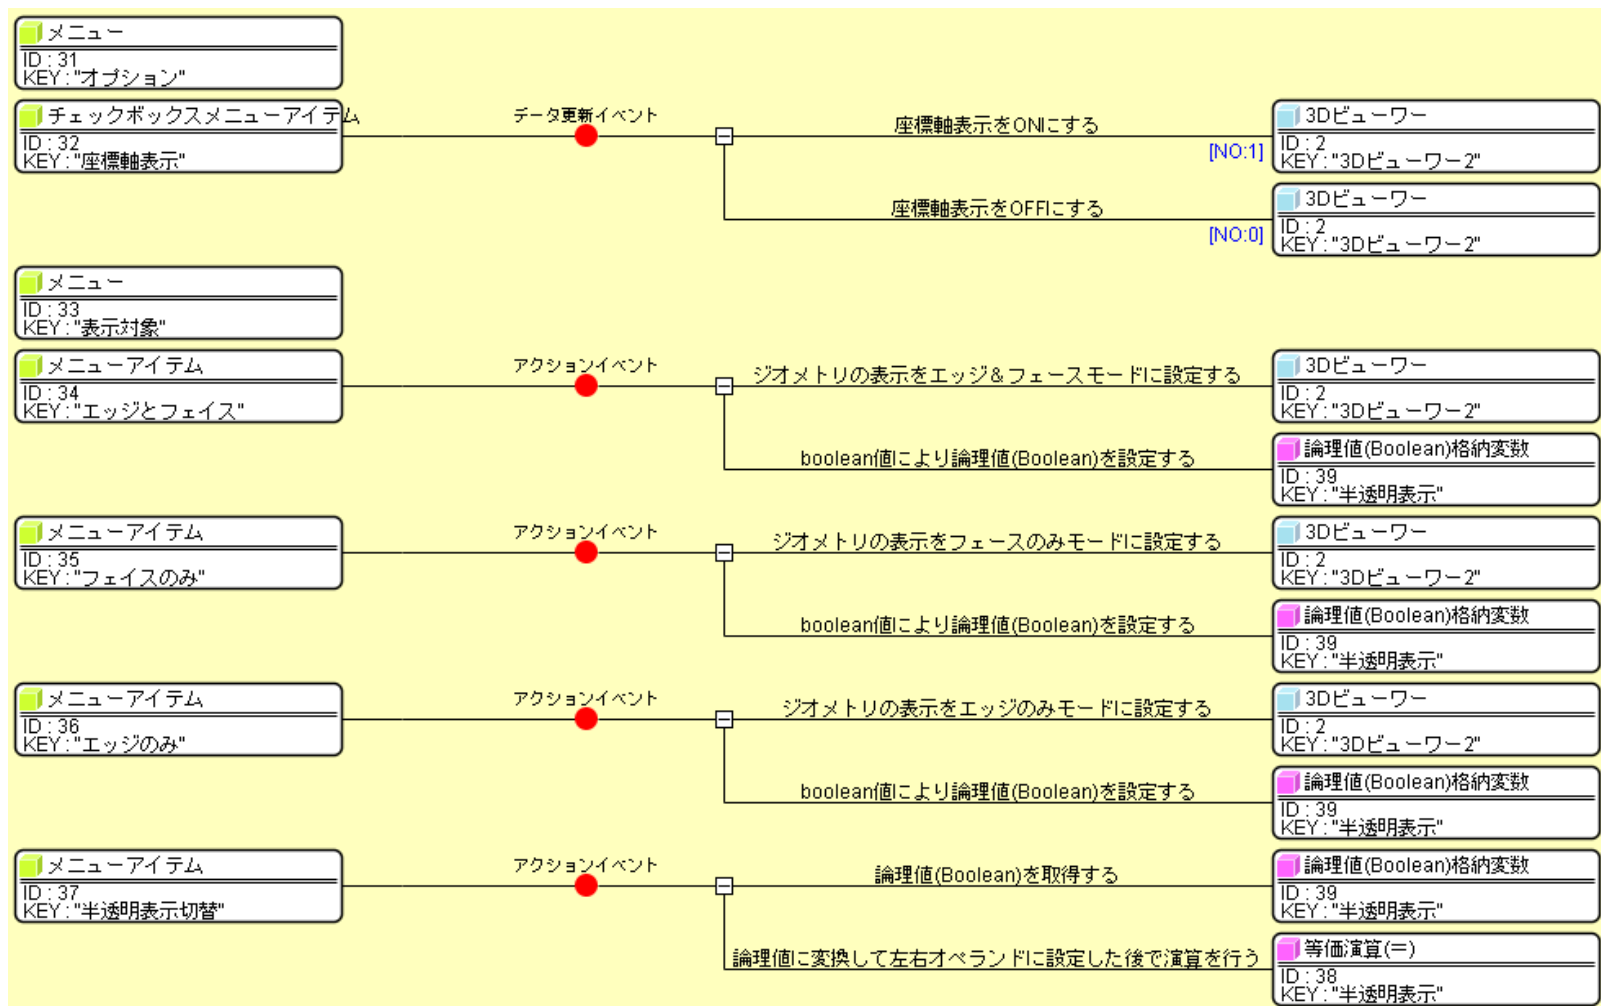 メニュー
ID : 31
KEY : "オプション"
チェックボックスメニューアイテム
ID : 32
KEY : "座標軸表示"
データ更新イベント
座標軸表示をONにする
[NO:1]
3Dビューワー
ID : 2
KEY : "3Dビューワー2"
座標軸表示をOFFにする
[NO:0]
3Dビューワー
ID : 2
KEY : "3Dビューワー2"
メニュー
ID : 33
KEY : "表示対象"
メニューアイテム
ID : 34
KEY : "エッジとフェイス"
アクションイベント
ジオメトリの表示をエッジ＆フェースモードに設定する
3Dビューワー
ID : 2
KEY : "3Dビューワー2"
boolean値により論理値(Boolean)を設定する
論理値(Boolean)格納変数
ID : 39
KEY : "半透明表示"
メニューアイテム
ID : 35
KEY : "フェイスのみ"
アクションイベント
ジオメトリの表示をフェースのみモードに設定する
3Dビューワー
ID : 2
KEY : "3Dビューワー2"
boolean値により論理値(Boolean)を設定する
論理値(Boolean)格納変数
ID : 39
KEY : "半透明表示"
メニューアイテム
ID : 36
KEY : "エッジのみ"
アクションイベント
ジオメトリの表示をエッジのみモードに設定する
3Dビューワー
ID : 2
KEY : "3Dビューワー2"
boolean値により論理値(Boolean)を設定する
論理値(Boolean)格納変数
ID : 39
KEY : "半透明表示"
メニューアイテム
ID : 37
KEY : "半透明表示切替"
アクションイベント
論理値(Boolean)を取得する
論理値(Boolean)格納変数
ID : 39
KEY : "半透明表示"
論理値に変換して左右オペランドに設定した後で演算を行う
等価演算(＝)
ID : 38
KEY : "半透明表示"